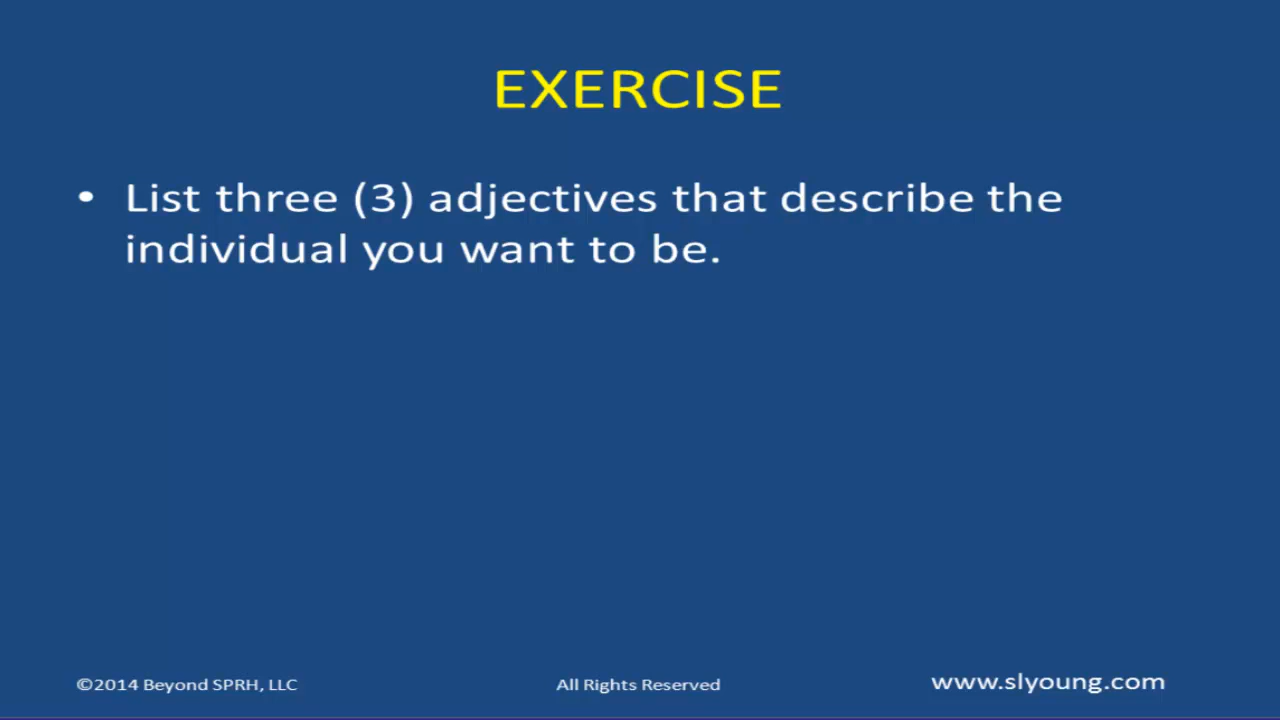 EXERCISE
• List three (3) adjectives that describe the
individual you want to be.
©2014 Beyond SPRH, LLC
All Rights Reserved
www.slyoung.com